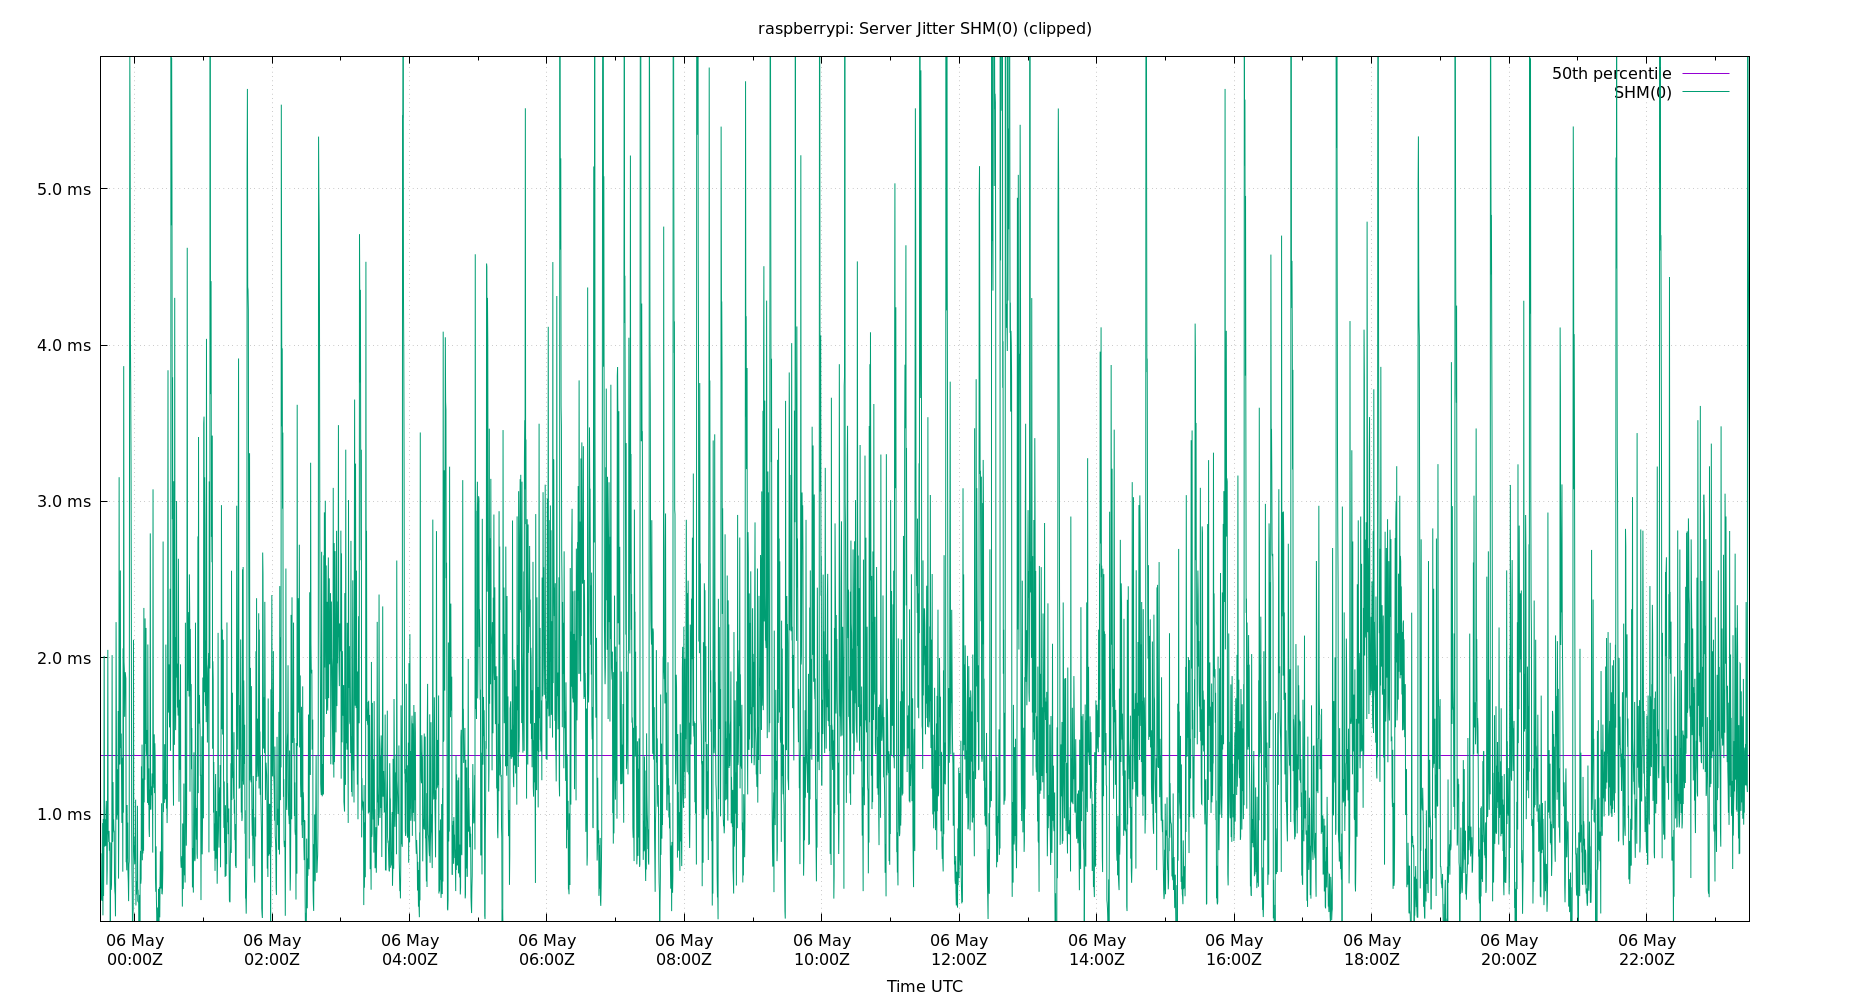 raspberrypi: Server Jitter SHM(0) (clipped)
50th percentile
SHM(0)
5.0 ms
4.0 ms
3.0 ms
2.0 ms
1.0 ms
06 May 06 May 06 May 06 May 06 May 06 May 06 May 06 May 06 May 06 May 06 May 06 May
00:00Z 02:00Z 04:00Z 06:00Z 08:00Z 10:00Z 12:00Z 14:00Z 16:00Z 18:00Z 20:00Z 22:00Z
Time UTC